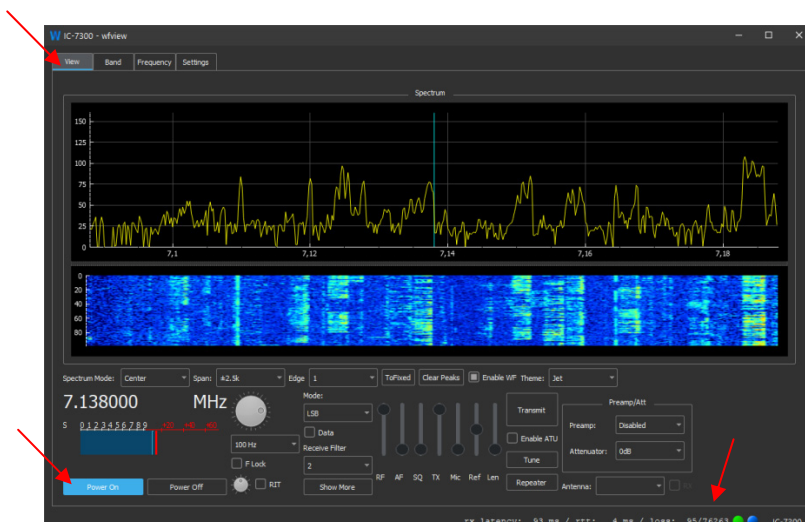 IC-7300 - wfview
View Band Frequency Settings
Spectrum
150
125
100
75
50
25
0
7,1 7,12 7,14 7,16 7,18
0
20
40
60
80
Spectrum Mode: Center Span: ±2.5k Edge 1 ToFixed Clear Peaks Enable WF Theme: Jet
7.138000 MHz
S 0 1 2 3 4 5 6 7 8 9 +20 +40 +60
100 Hz
F Lock
RIT
Power On Power Off
Mode:
LSB
Data
Receive Filter
2
Show More
RF AF SQ TX Mic Ref Len
Transmit
Enable ATU
Tune
Repeater
Preamp/Att
Preamp: Disabled
Attenuator: 0dB
Antenna:
rx latency: 93 ms / rtt: 4 ms / loss: 95/76263 IC-7300